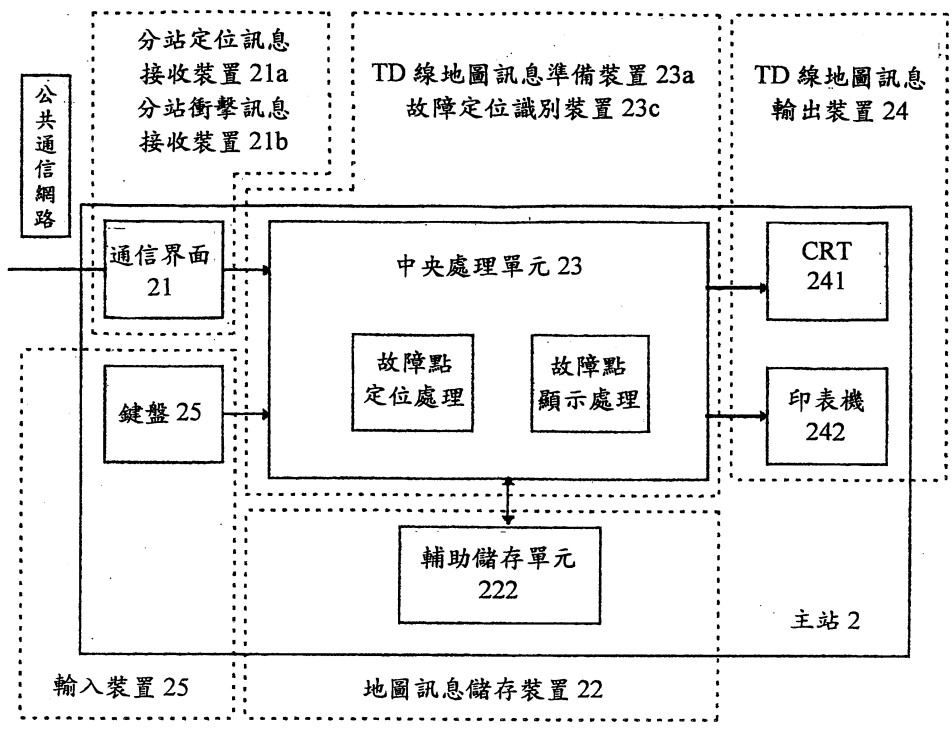 分站定位訊息
接收裝置 21a
分站衝擊訊息
接收裝置 21b
TD 線地圖訊息準備裝置 23a
故障定位識別裝置 23c
TD 線地圖訊息
輸出裝置 24
公共通信網路
通信界面
21
中央處理單元 23
CRT
241
故障點
定位處理
故障點
顯示處理
鍵盤 25
印表機
242
輔助儲存單元
222
主站 2
輸入裝置 25
地圖訊息儲存裝置 22